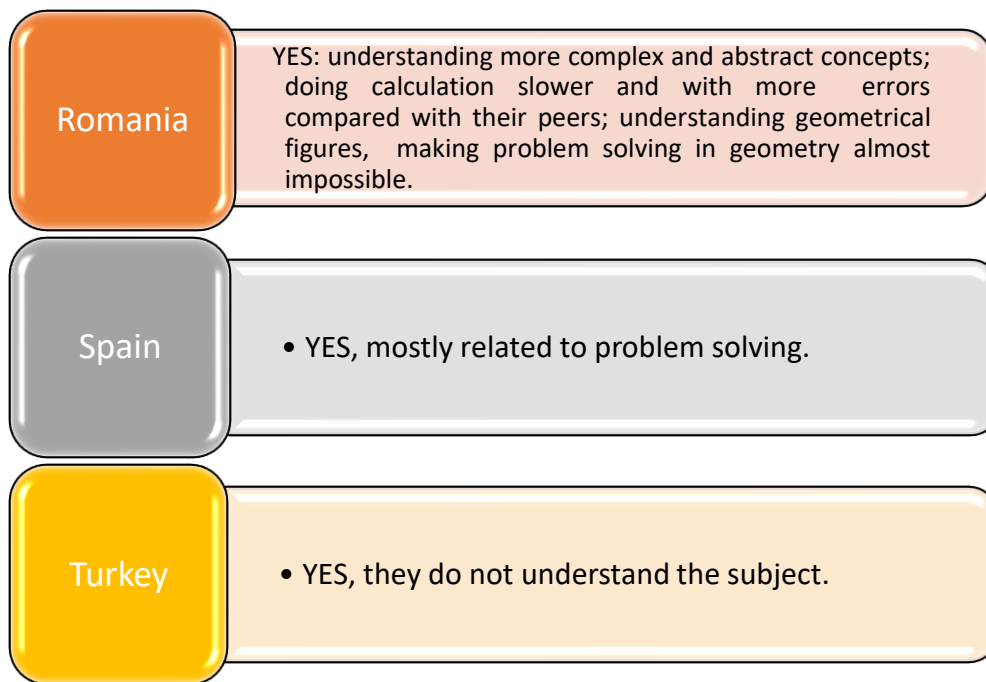 Romania
YES: understanding more complex and abstract concepts;
doing calculation slower and with more errors
compared with their peers; understanding geometrical
figures, making problem solving in geometry almost
impossible.
Spain
• YES, mostly related to problem solving.
Turkey
• YES, they do not understand the subject.